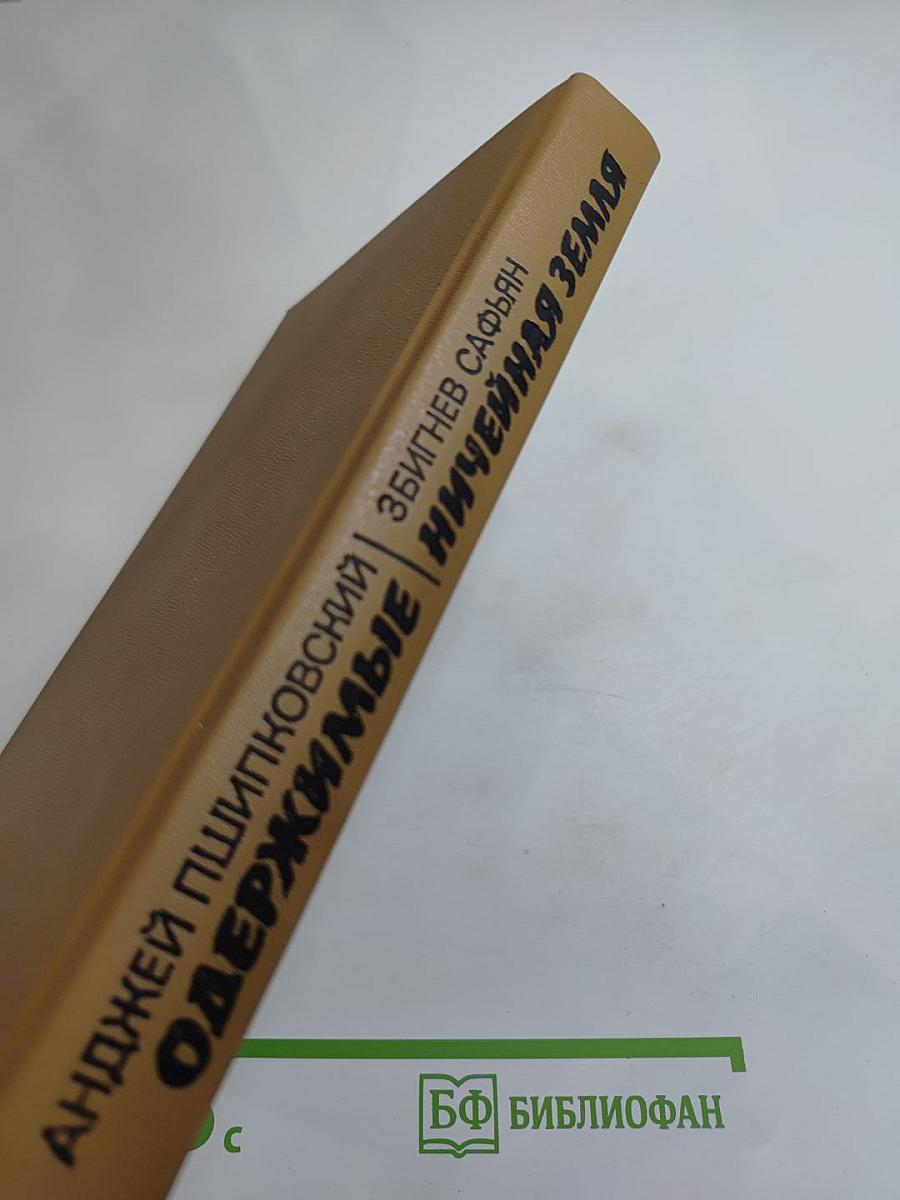 АНДЖЕЙ ПШИПКОВСКИЙ
ОДЕРЖИМЫЕ
ЗБИГНЕВ САФЬЯН
НИЧЕЙНАЯ ЗЕМЛЯ
с
БФ БИБЛИОФАН